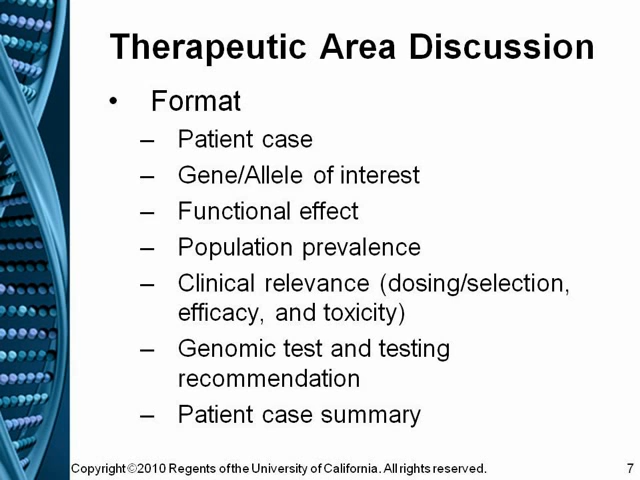 Therapeutic Area Discussion
• Format
– Patient case
– Gene/Allele of interest
– Functional effect
– Population prevalence
– Clinical relevance (dosing/selection,
efficacy, and toxicity)
– Genomic test and testing
recommendation
– Patient case summary
Copyright ©2010 Regents of the University of California. All rights reserved.
7